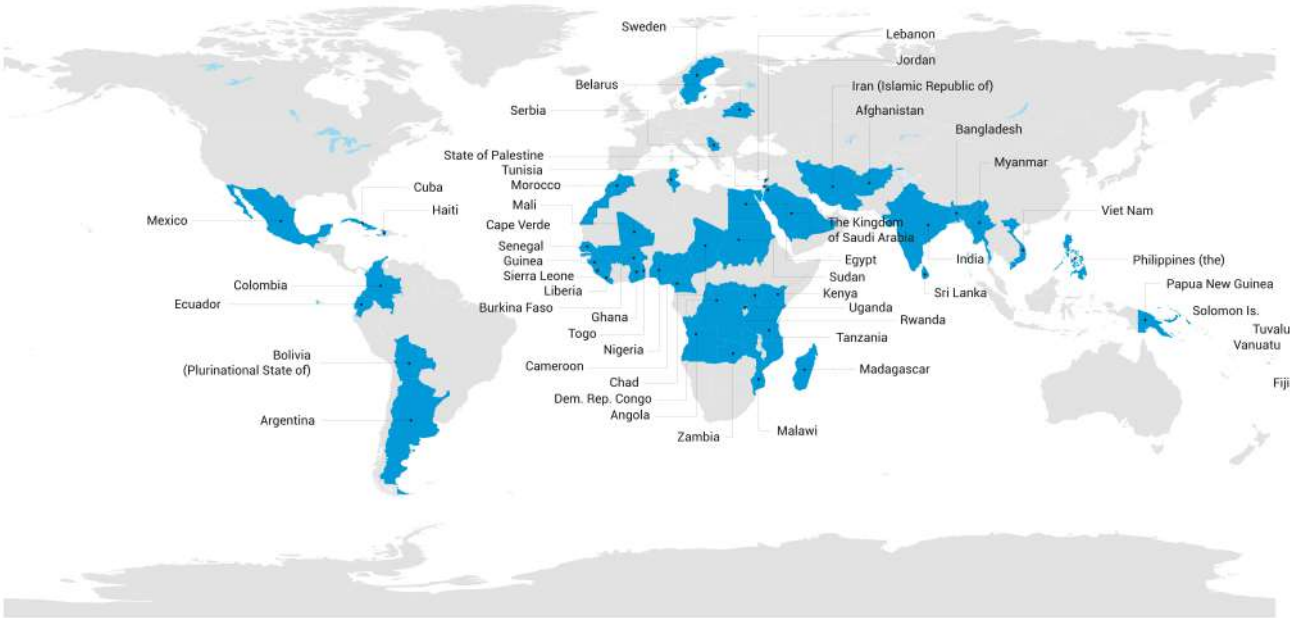 Sweden
Lebanon
Jordan
Belarus
Iran (Islamic Republic of)
Serbia
Afghanistan
Bangladesh
State of Palestine
Myanmar
Tunisia
Morocco
Cuba
Mali
Haiti
Viet Nam
Mexico
Cape Verde
The Kingdom
of Saudi Arabia
Senegal
Guinea
Egypt
India
Philippines (the)
Sierra Leone
Sudan
Colombia
Liberia
Kenya
Sri Lanka
Papua New Guinea
Ecuador
Burkina Faso
Uganda
Solomon Is.
Ghana
Rwanda
Togo
Tanzania
Tuvalu
Nigeria
Vanuatu
Bolivia
(Plurinational State of)
Cameroon
Madagascar
Chad
Fiji
Dem. Rep. Congo
Angola
Argentina
Zambia
Malawi